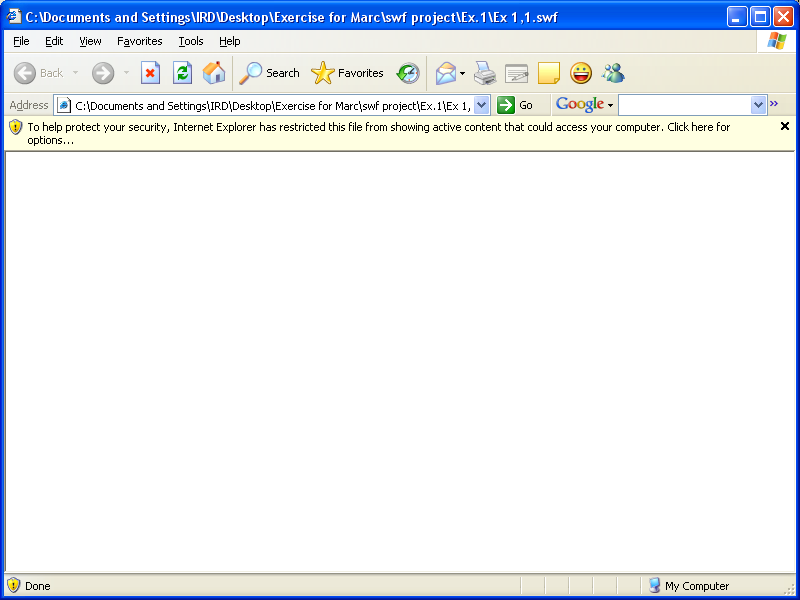 C:\Documents and Settings\IRD\Desktop\Exercise for Marc\swf project\Ex.1\Ex 1,1.swf
File Edit View Favorites Tools Help
Back Search Favorites
Address C:\Documents and Settings\IRD\Desktop\Exercise for Marc\swf project\Ex.1\Ex 1, Go Google
To help protect your security, Internet Explorer has restricted this file from showing active content that could access your computer. Click here for
options...
Done My Computer